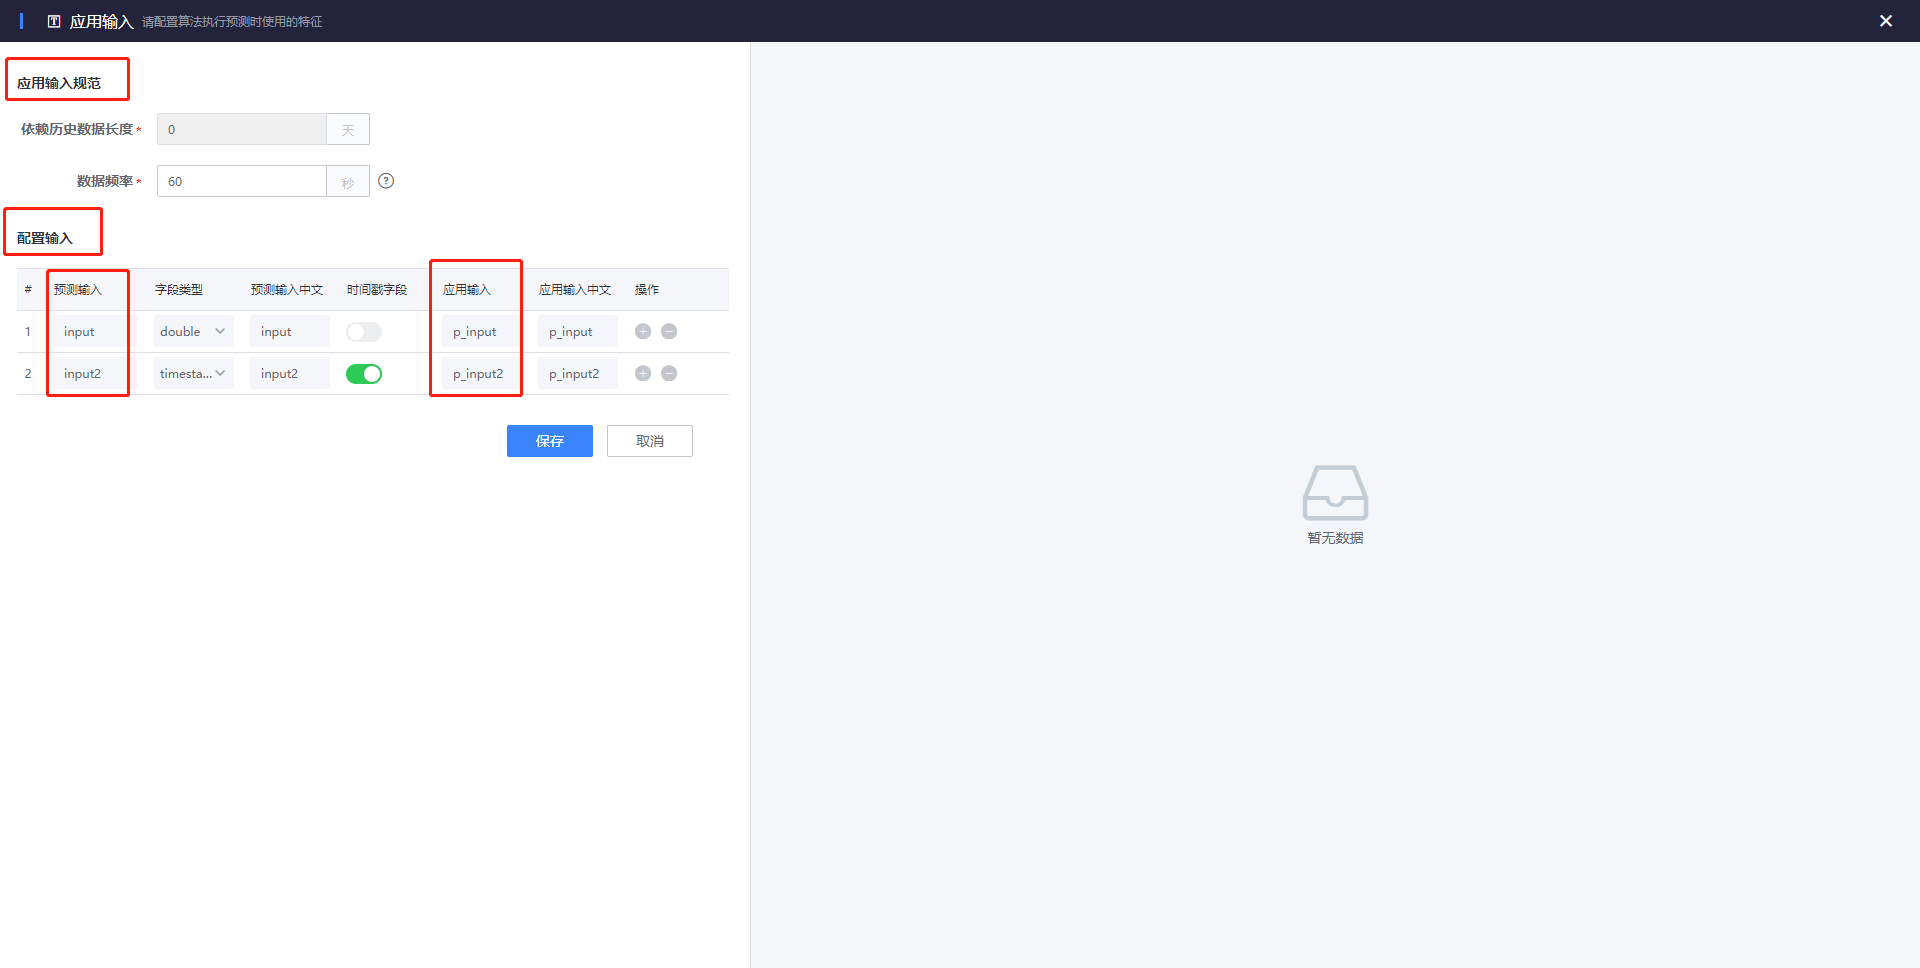 应用输入 请配置算法执行预测时使用的特征
应用输入规范
依赖历史数据长度* 0 天
数据频率* 60 秒 ?
配置输入
# 预测输入 字段类型 预测输入中文 时间戳字段 应用输入 应用输入中文 操作
1 input double input p_input p_input
2 input2 timesta... input2 p_input2 p_input2
保存 取消
暂无数据